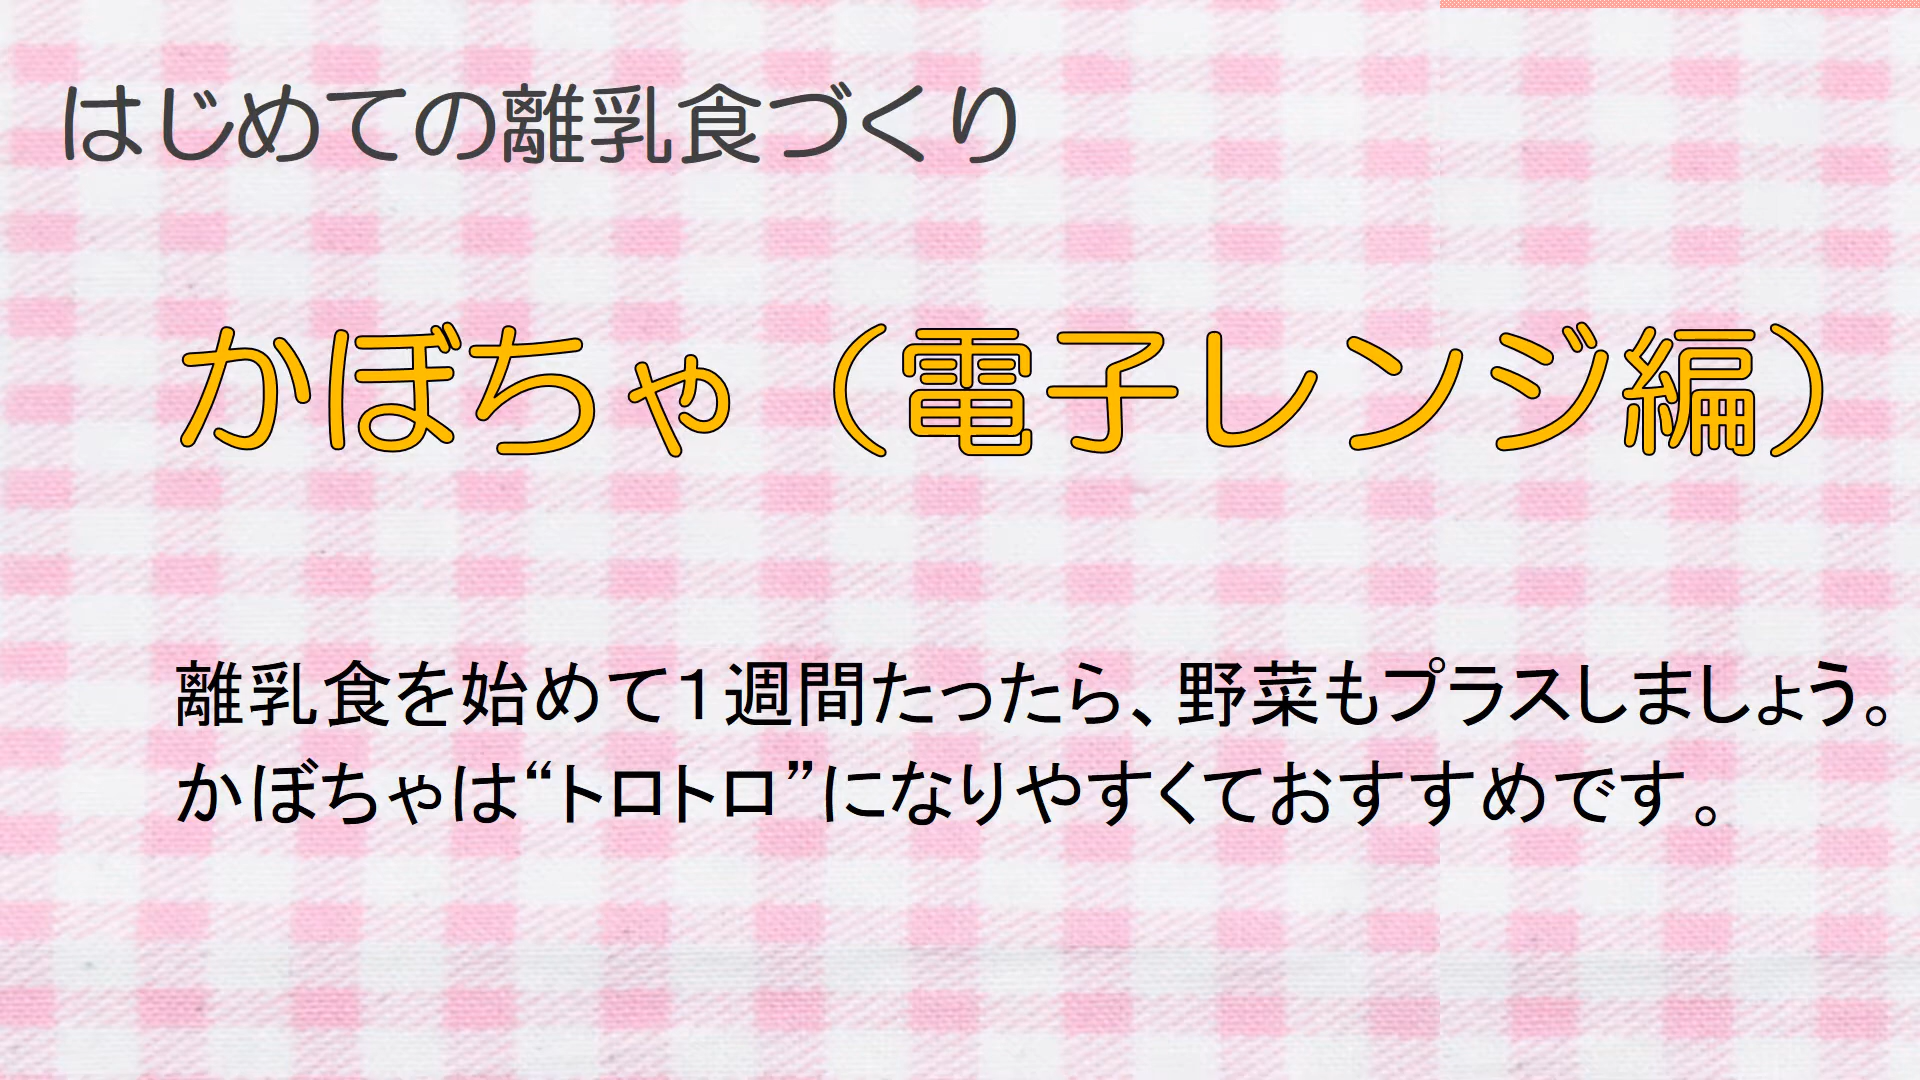 はじめての離乳食づくり
かぼちゃ（電子レンジ編）
離乳食を始めて１週間たったら、野菜もプラスしましょう。
かぼちゃは“トロトロ”になりやすくておすすめです。